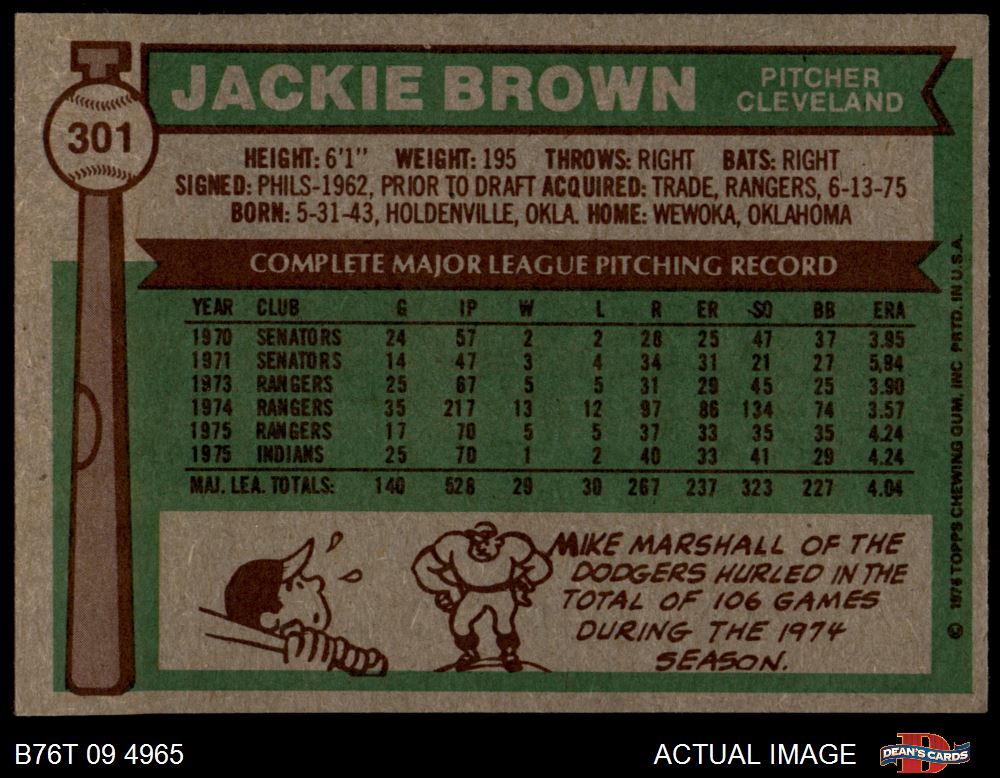 JACKIE BROWN
PITCHER
CLEVELAND
301
HEIGHT: 6'1" WEIGHT: 195 THROWS: RIGHT BATS: RIGHT
SIGNED: PHILS-1962, PRIOR TO DRAFT ACQUIRED: TRADE, RANGERS, 6-13-75
BORN: 5-31-43, HOLDENVILLE, OKLA. HOME: WEWOKA, OKLAHOMA
COMPLETE MAJOR LEAGUE PITCHING RECORD
YEAR CLUB G IP W L R ER SO BB ERA
1970 SENATORS 24 57 2 2 28 25 47 37 3.95
1971 SENATORS 14 47 3 4 34 31 21 27 5.94
1973 RANGERS 25 67 5 5 31 29 45 25 3.90
1974 RANGERS 35 217 13 12 97 86 134 74 3.57
1975 RANGERS 17 70 5 5 37 33 35 35 4.24
1975 INDIANS 25 70 1 2 40 33 41 29 4.24
MAJ. LEA. TOTALS: 140 528 29 30 267 237 323 227 4.04
MIKE MARSHALL OF THE
DODGERS HURLED IN THE
TOTAL OF 106 GAMES
DURING THE 1974
SEASON.
© 1976 TOPPS CHEWING GUM, INC. PRTD. IN U.S.A.
B76T 09 4965
ACTUAL IMAGE
D
DEAN'S CARDS